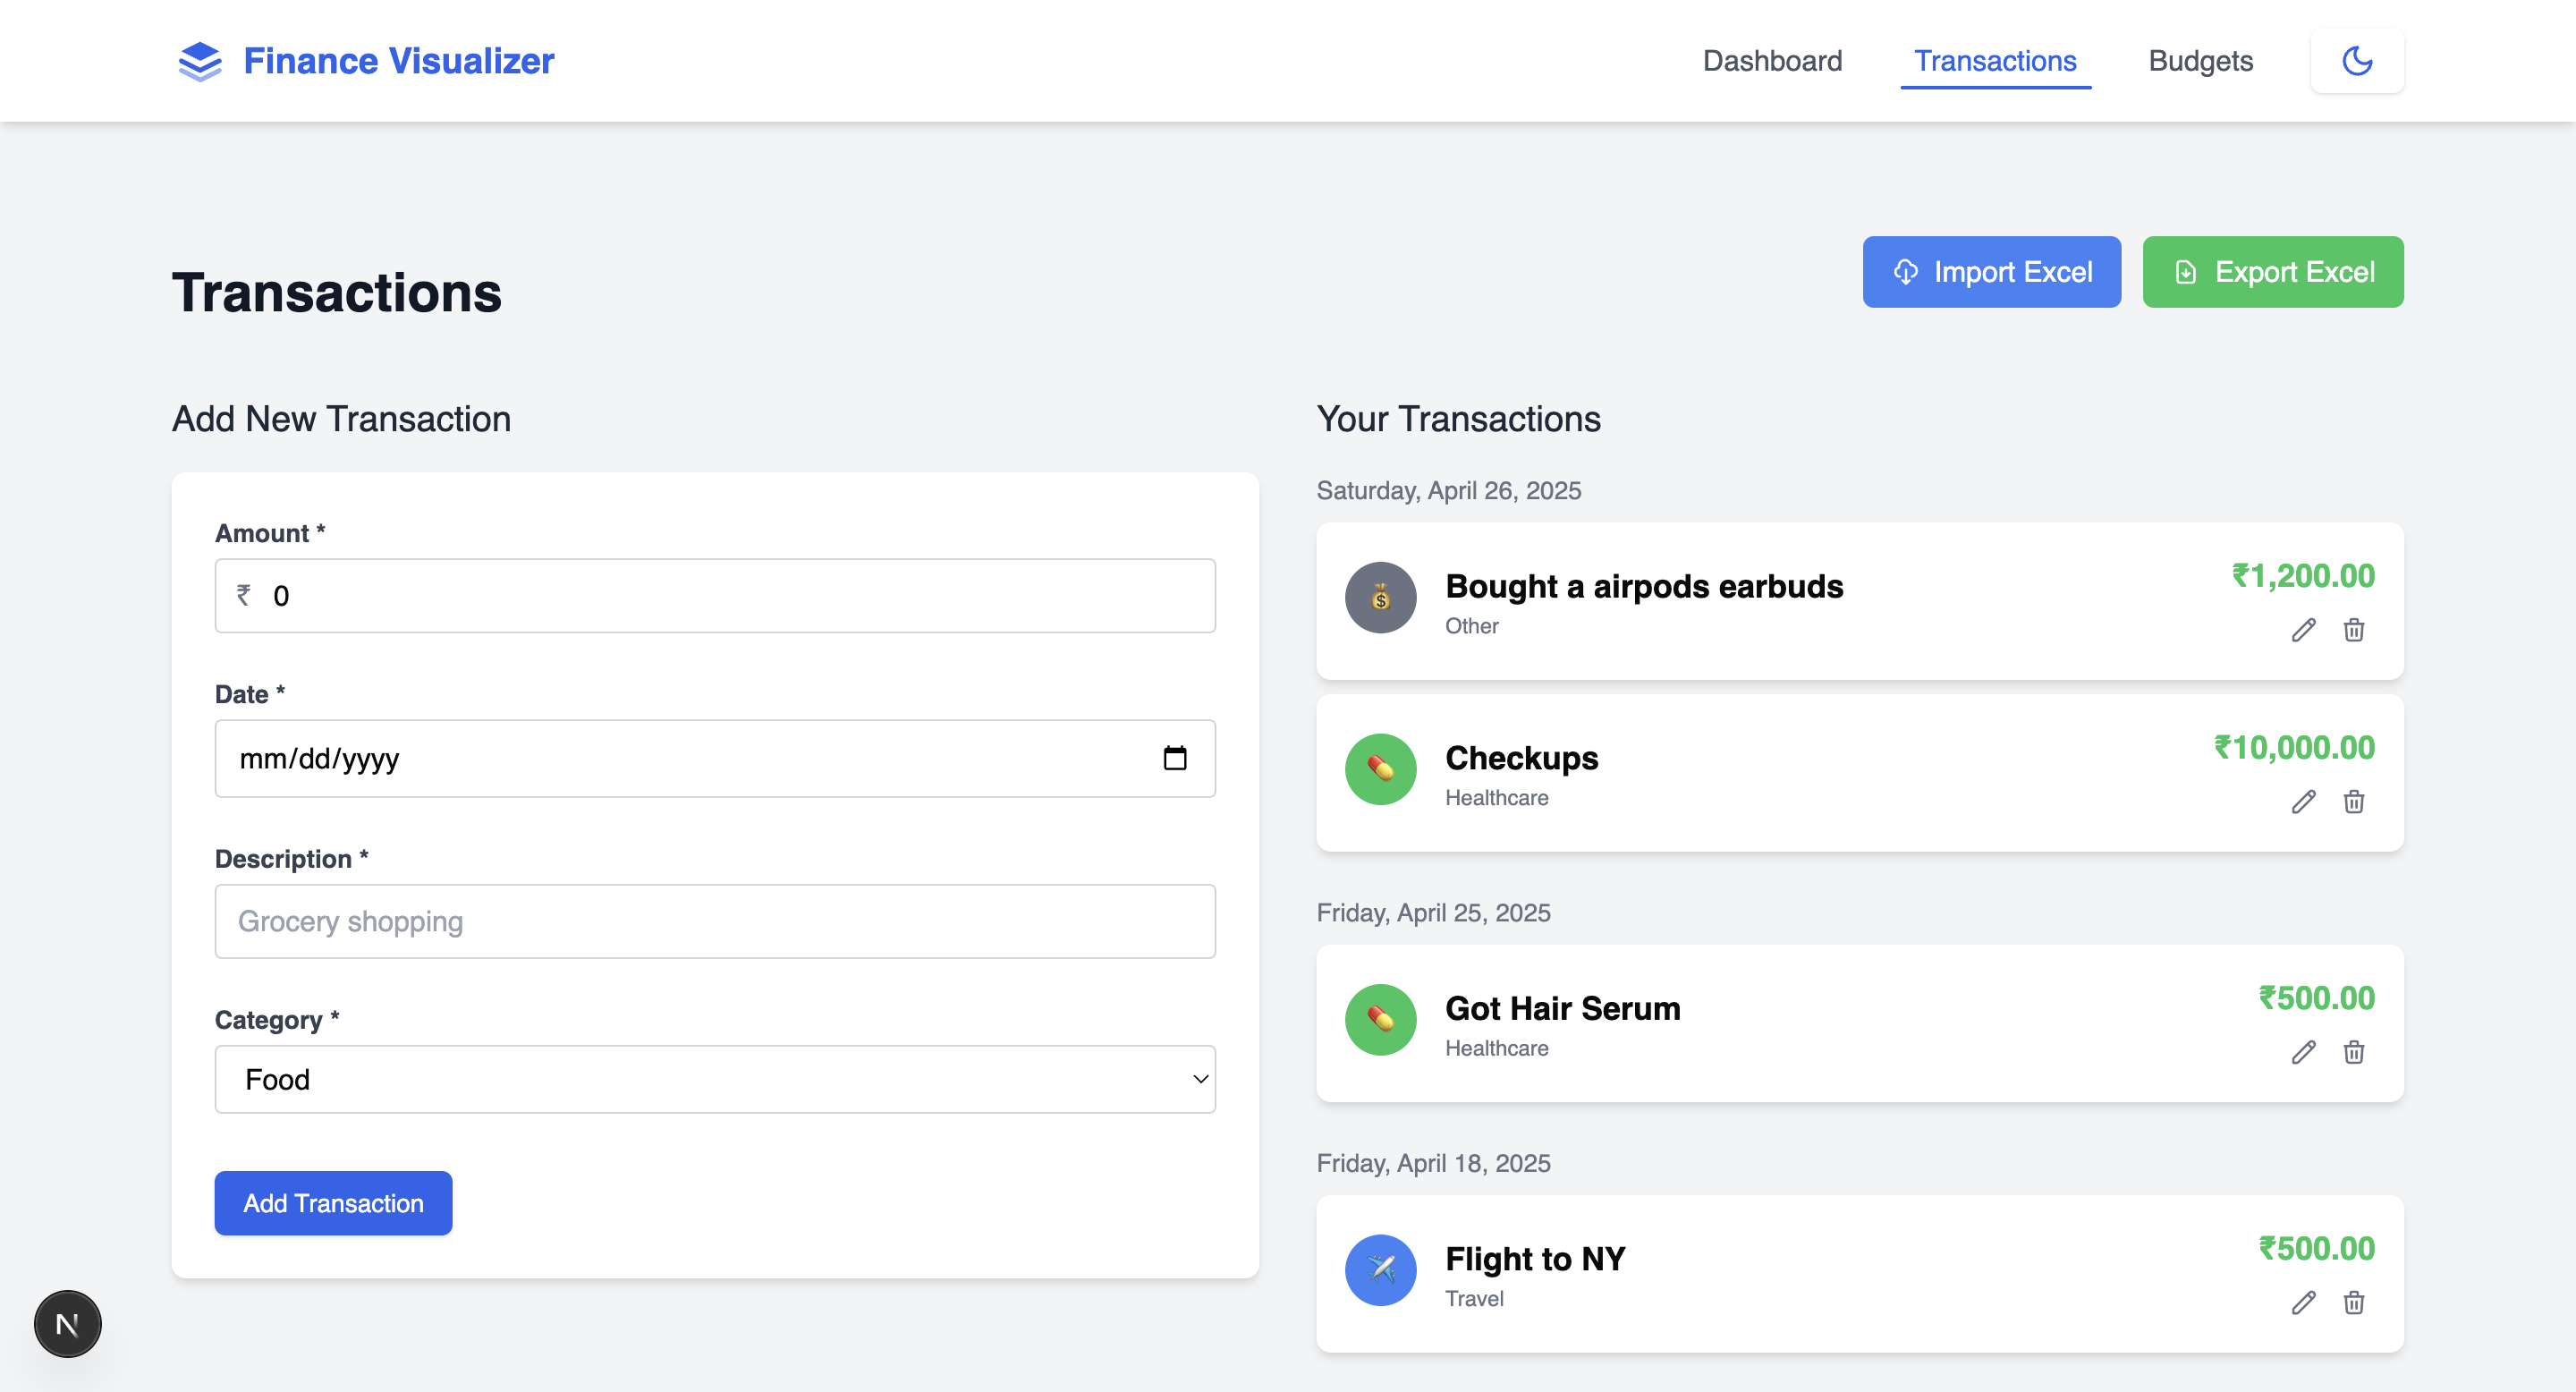 Finance Visualizer
Dashboard
Transactions
Budgets
Transactions
Import Excel
Export Excel
Add New Transaction
Amount *
₹ 0
Date *
mm/dd/yyyy
Description *
Grocery shopping
Category *
Food
Add Transaction
Your Transactions
Saturday, April 26, 2025
Bought a airpods earbuds
₹1,200.00
Other
Checkups
₹10,000.00
Healthcare
Friday, April 25, 2025
Got Hair Serum
₹500.00
Healthcare
Friday, April 18, 2025
Flight to NY
₹500.00
Travel
N